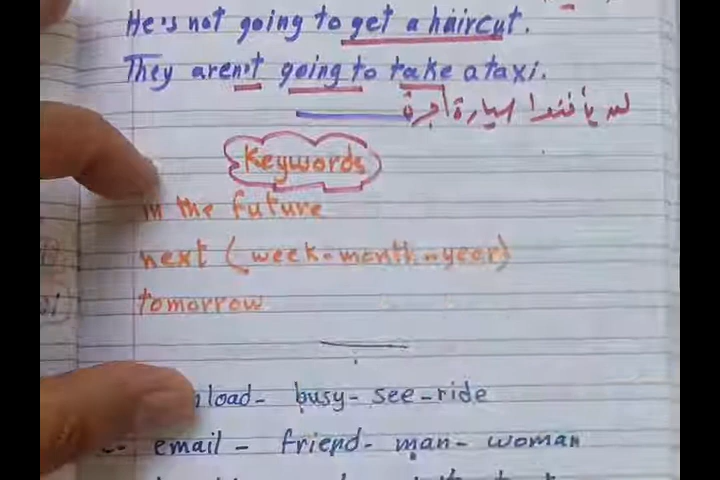 He's not going to get a haircut.
They aren't going to take a taxi.
لن يأخذوا سيارة أجرة
Keywords
in the future
next (week - month - year)
tomorrow
load - busy - see - ride
email - friend - man - woman